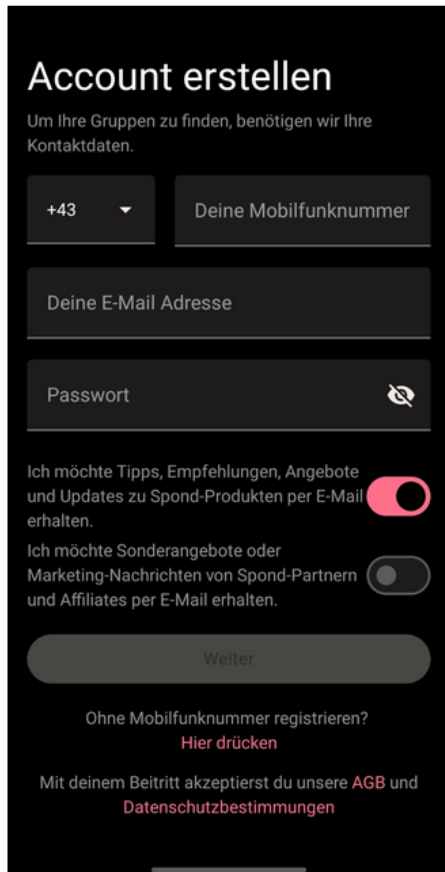 Account erstellen
Um Ihre Gruppen zu finden, benötigen wir Ihre
Kontaktdaten.
+43
Deine Mobilfunknummer
Deine E-Mail Adresse
Passwort
Ich möchte Tipps, Empfehlungen, Angebote
und Updates zu Spond-Produkten per E-Mail
erhalten.
Ich möchte Sonderangebote oder
Marketing-Nachrichten von Spond-Partnern
und Affiliates per E-Mail erhalten.
Weiter
Ohne Mobilfunknummer registrieren?
Hier drücken
Mit deinem Beitritt akzeptierst du unsere AGB und
Datenschutzbestimmungen